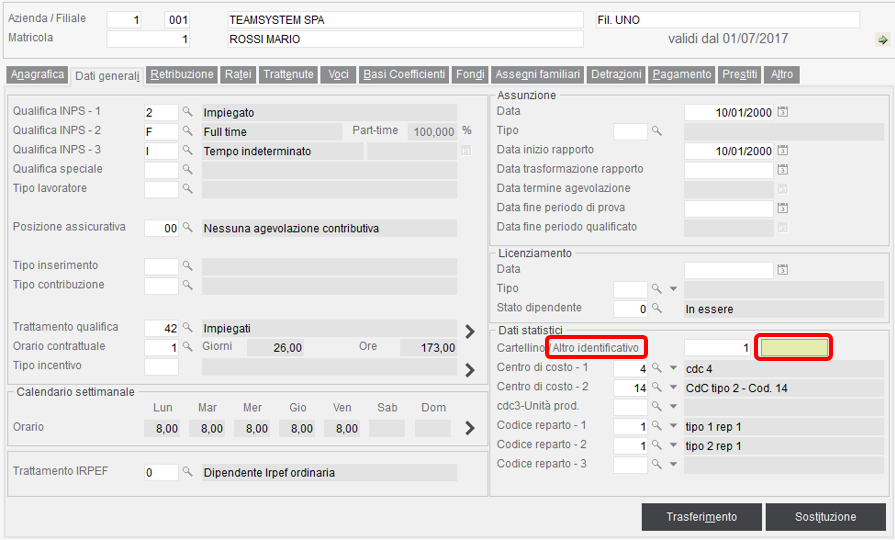 Azienda / Filiale 1 001 TEAMSYSTEM SPA Fil. UNO
Matricola 1 ROSSI MARIO validi dal 01/07/2017
Anagrafica Dati generali Retribuzione Ratei Trattenute Voci Basi Coefficienti Fondi Assegni familiari Detrazioni Pagamento Prestiti Altro
Qualifica INPS - 1 2 Impiegato
Qualifica INPS - 2 F Full time Part-time 100,000 %
Qualifica INPS - 3 I Tempo indeterminato
Qualifica speciale
Tipo lavoratore
Posizione assicurativa 00 Nessuna agevolazione contributiva
Tipo inserimento
Tipo contribuzione
Trattamento qualifica 42 Impiegati
Orario contrattuale 1 Giorni 26,00 Ore 173,00
Tipo incentivo
Calendario settimanale
Lun Mar Mer Gio Ven Sab Dom
Orario 8,00 8,00 8,00 8,00 8,00
Trattamento IRPEF 0 Dipendente Irpef ordinaria
Assunzione
Data 10/01/2000
Tipo
Data inizio rapporto 10/01/2000
Data trasformazione rapporto
Data termine agevolazione
Data fine periodo di prova
Data fine periodo qualificato
Licenziamento
Data
Tipo
Stato dipendente 0 In essere
Dati statistici
Cartellino/Altro identificativo 1
Centro di costo - 1 4 cdc 4
Centro di costo - 2 14 CdC tipo 2 - Cod. 14
cdc3-Unità prod.
Codice reparto - 1 1 tipo 1 rep 1
Codice reparto - 2 1 tipo 2 rep 1
Codice reparto - 3
Trasferimento Sostituzione